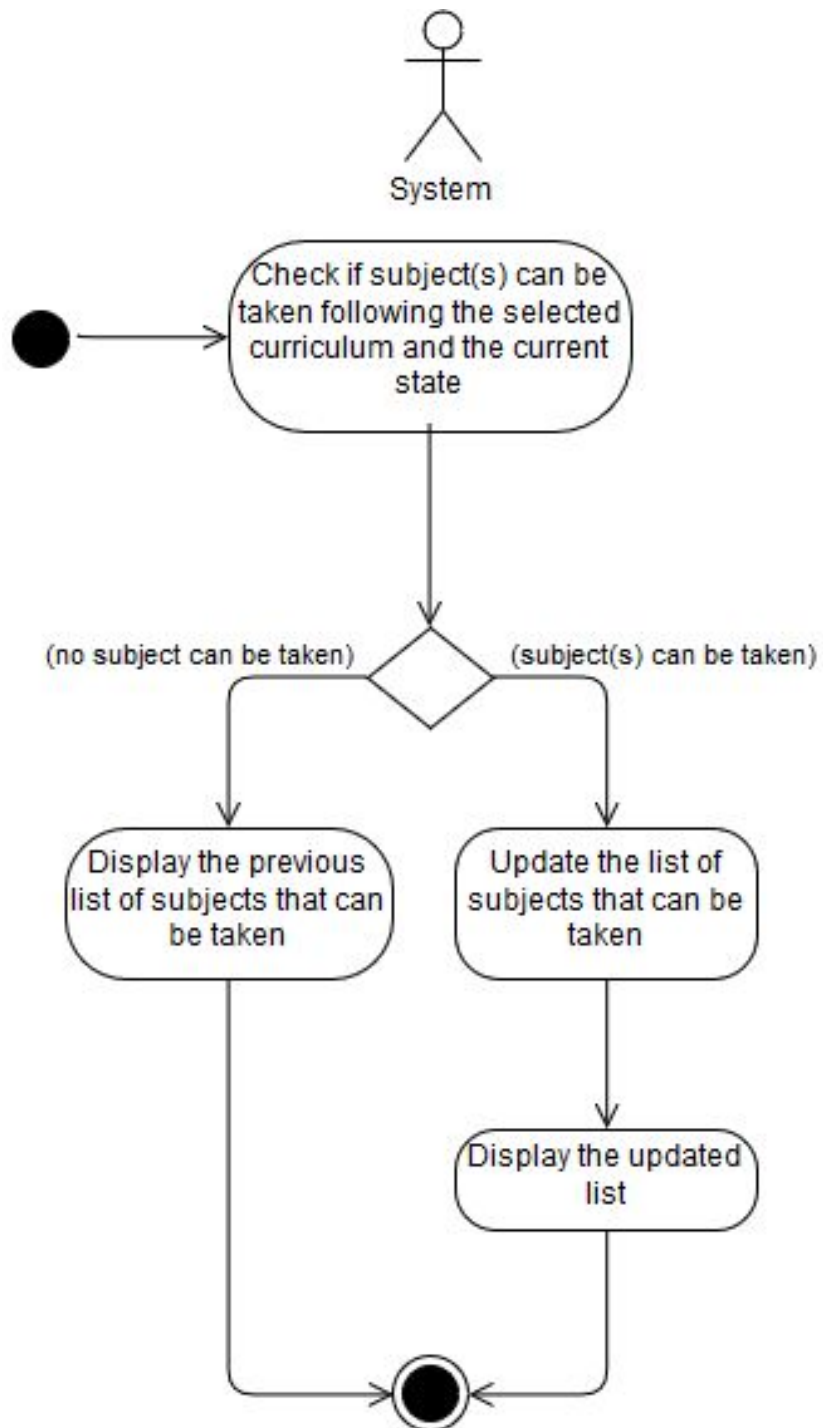 System
Check if subject(s) can be
taken following the selected
curriculum and the current
state
(no subject can be taken)
(subject(s) can be taken)
Display the previous
list of subjects that can
be taken
Update the list of
subjects that can be
taken
Display the updated
list